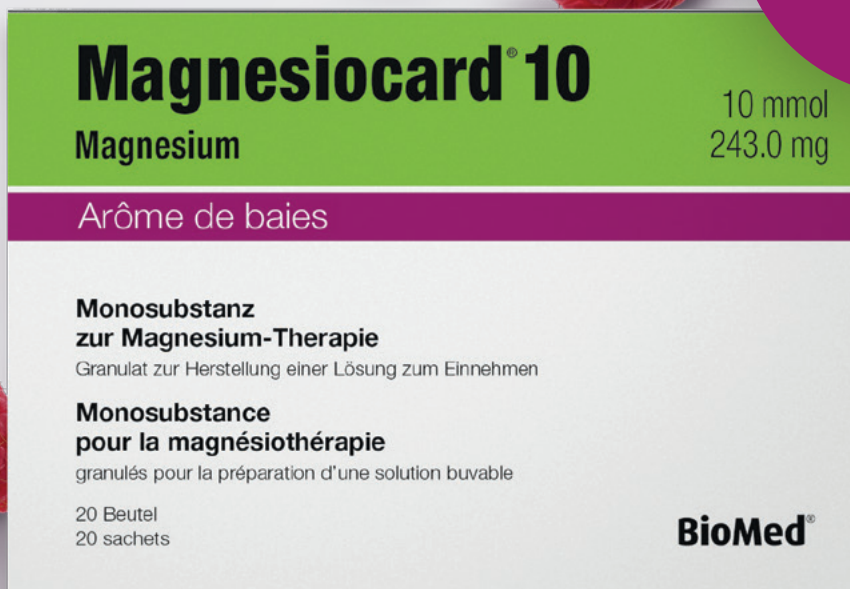 Magnesiocard® 10
Magnesium
10 mmol
243.0 mg
Arôme de baies
Monosubstanz
zur Magnesium-Therapie
Granulat zur Herstellung einer Lösung zum Einnehmen
Monosubstance
pour la magnésiothérapie
granulés pour la préparation d'une solution buvable
20 Beutel
20 sachets
BioMed®